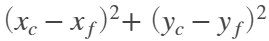 (x_c − x_f)²+ (y_c − y_f)²